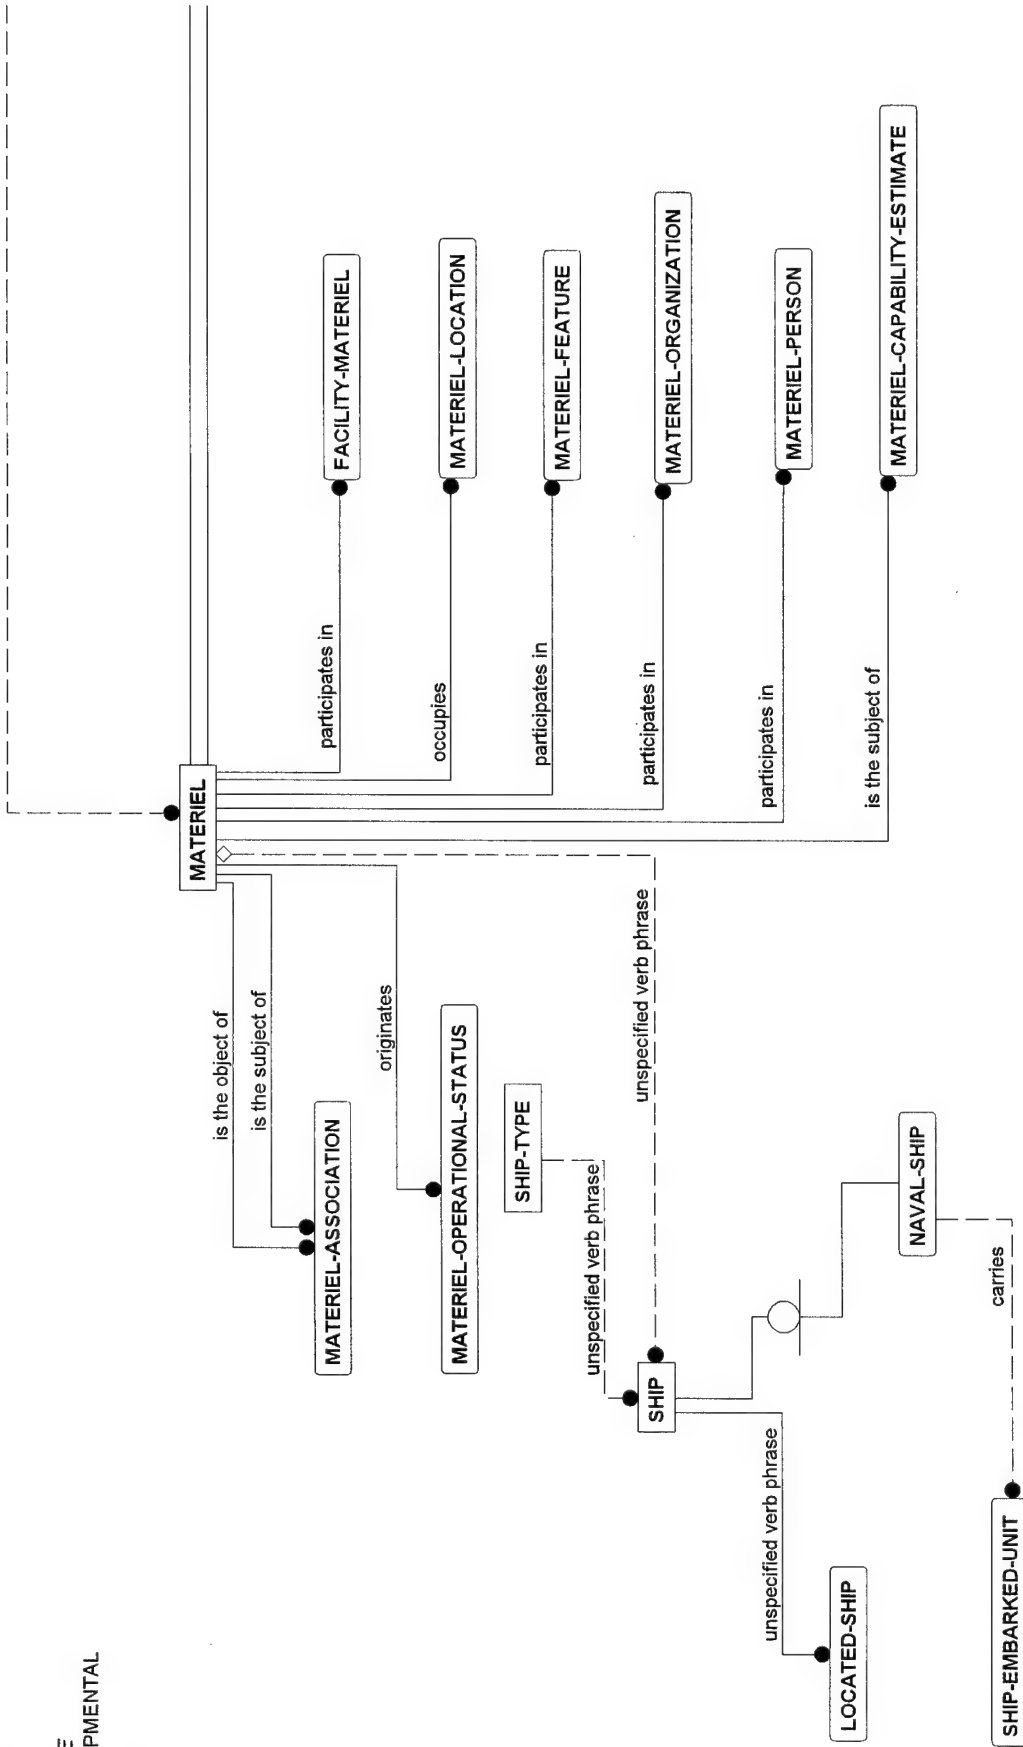 E
PMENTAL
MATERIEL
is the object of
is the subject of
participates in
MATERIEL-ASSOCIATION
FACILITY-MATERIEL
originates
occupies
MATERIEL-OPERATIONAL-STATUS
MATERIEL-LOCATION
SHIP-TYPE
participates in
MATERIEL-FEATURE
unspecified verb phrase
unspecified verb phrase
participates in
SHIP
MATERIEL-ORGANIZATION
unspecified verb phrase
participates in
MATERIEL-PERSON
LOCATED-SHIP
is the subject of
MATERIEL-CAPABILITY-ESTIMATE
NAVAL-SHIP
carries
SHIP-EMBARKED-UNIT